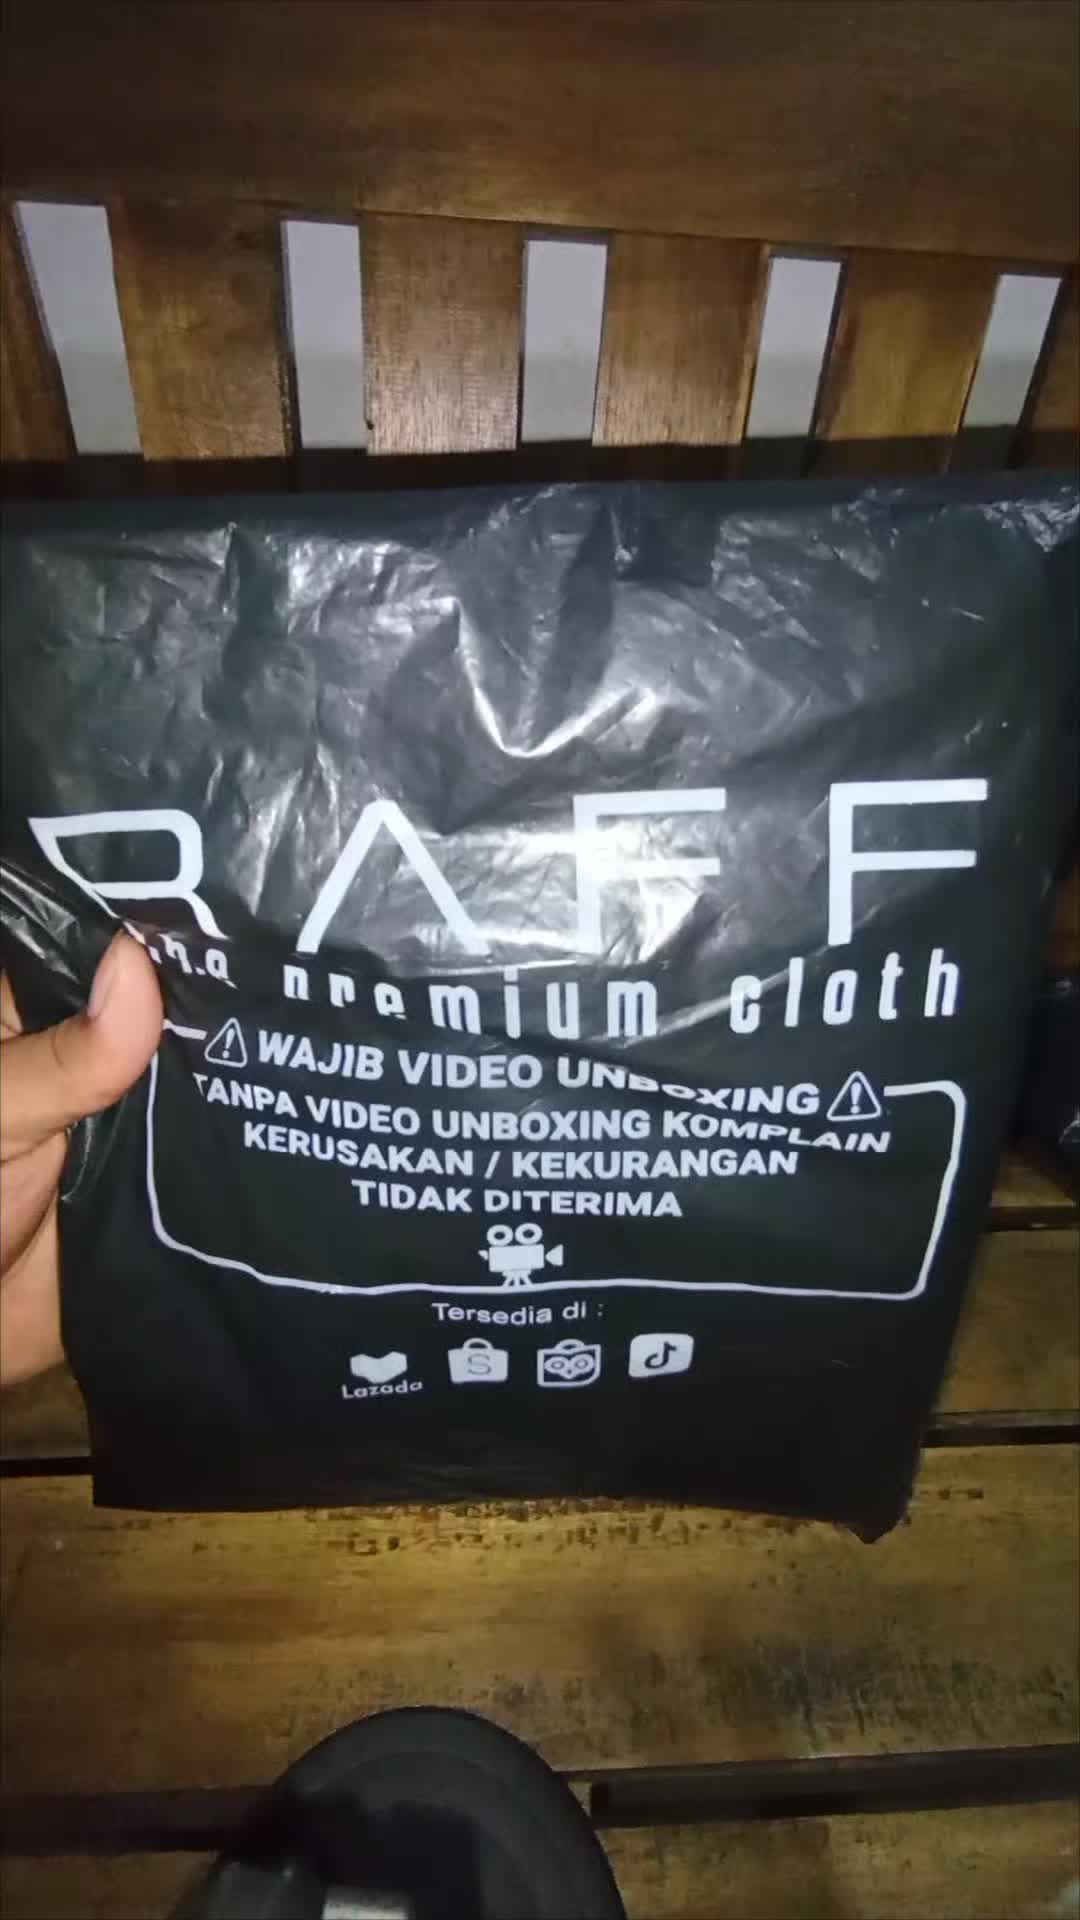 RAFF
premium cloth
WAJIB VIDEO UNBOXING
TANPA VIDEO UNBOXING KOMPLAIN
KERUSAKAN / KEKURANGAN
TIDAK DITERIMA
Tersedia di :
Lazada